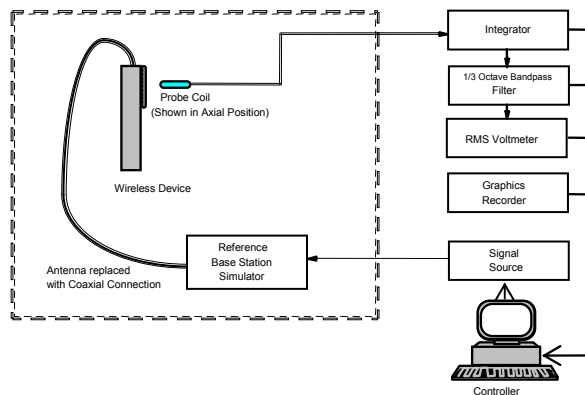 Integrator
1/3 Octave Bandpass
Filter
RMS Voltmeter
Graphics
Recorder
Signal
Source
Controller
Probe Coil
(Shown in Axial Position)
Wireless Device
Reference
Base Station
Simulator
Antenna replaced
with Coaxial Connection